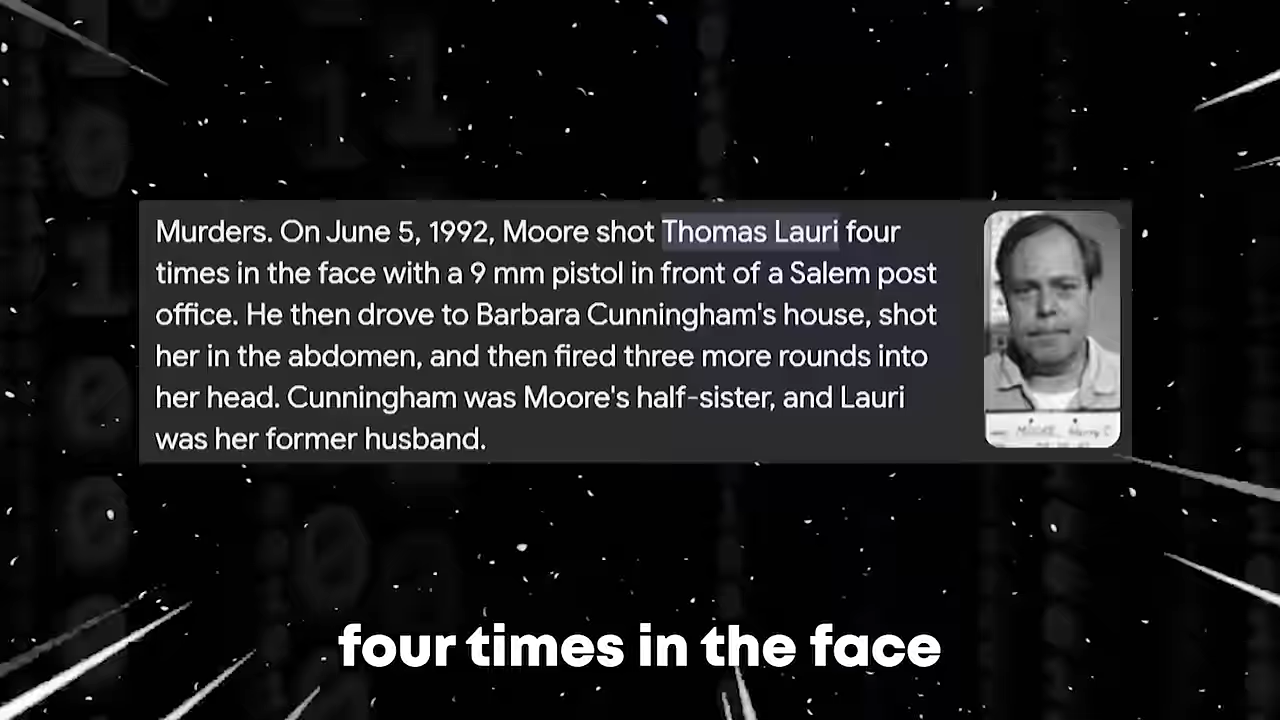 Murders. On June 5, 1992, Moore shot Thomas Lauri four
times in the face with a 9 mm pistol in front of a Salem post
office. He then drove to Barbara Cunningham's house, shot
her in the abdomen, and then fired three more rounds into
her head. Cunningham was Moore's half-sister, and Lauri
was her former husband.
MOORE, Harry C
four times in the face